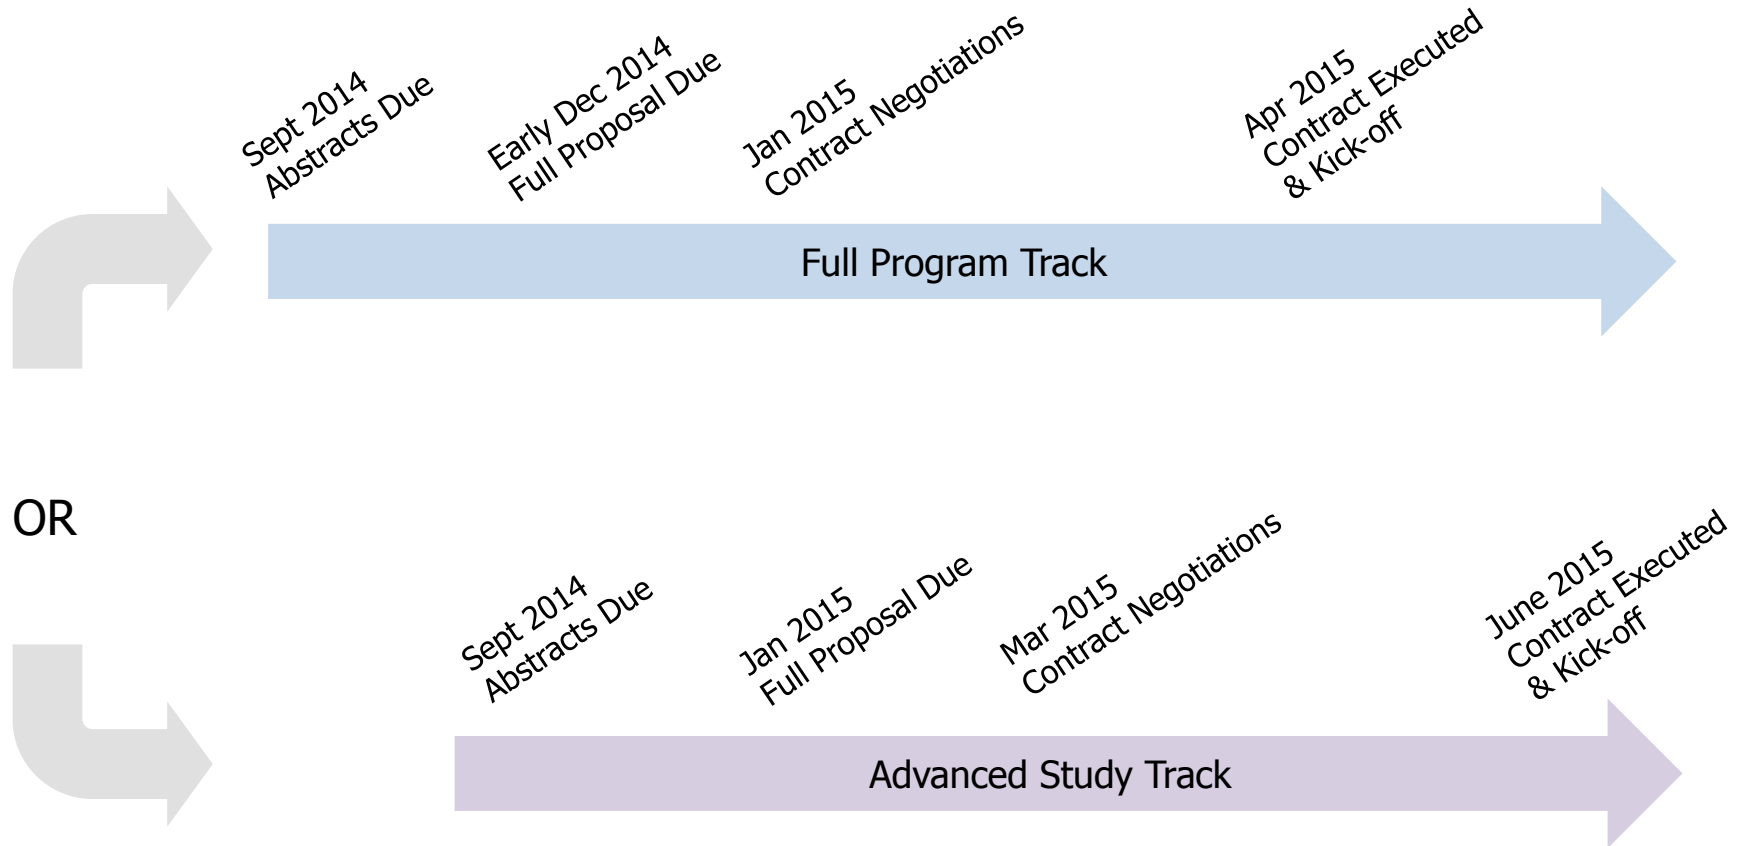 Sept 2014
Abstracts Due
Early Dec 2014
Full Proposal Due
Jan 2015
Contract Negotiations
Apr 2015
Contract Executed
& Kick-off
Full Program Track
OR
Sept 2014
Abstracts Due
Jan 2015
Full Proposal Due
Mar 2015
Contract Negotiations
June 2015
Contract Executed
& Kick-off
Advanced Study Track